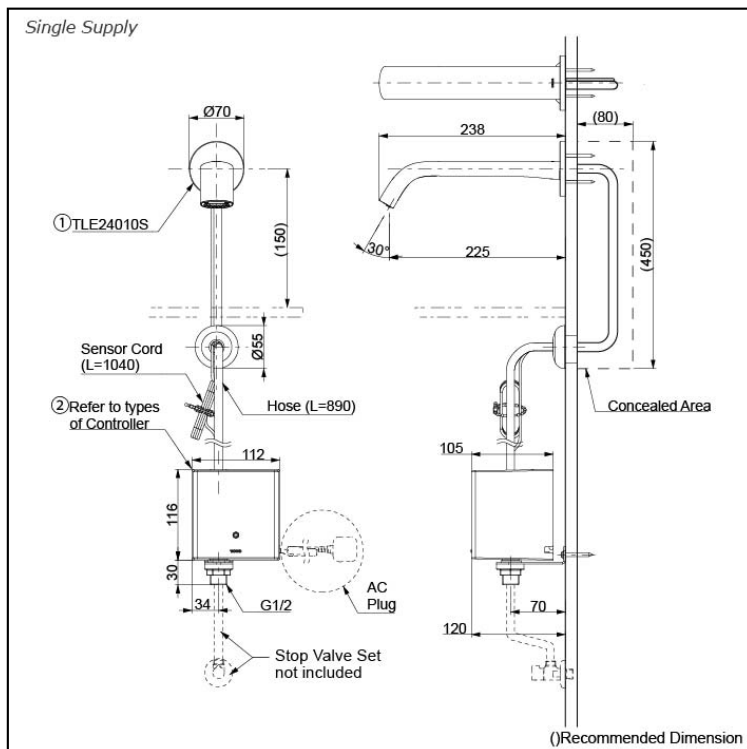 Single Supply
Ø70
238
(80)
①TLE24010S
(150)
30°
225
(450)
Ø55
Sensor Cord
(L=1040)
Hose (L=890)
②Refer to types
of Controller
Concealed Area
112
105
116
30
34
G1/2
AC
Plug
70
120
Stop Valve Set
not included
()Recommended Dimension